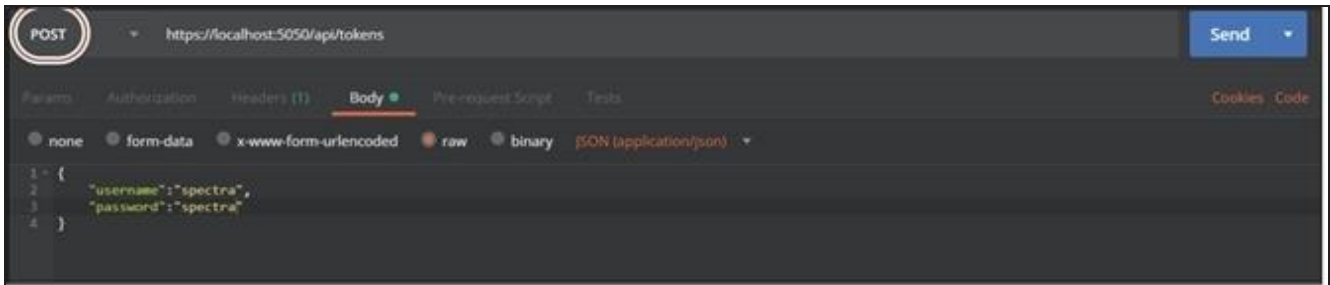 POST https://localhost:5050/api/tokens Send
Params Authorization Headers (1) Body Pre-request Script Tests Cookies Code
none form-data x-www-form-urlencoded raw binary JSON (application/json)
1 {
2 "username":"spectra",
3 "password":"spectra"
4 }